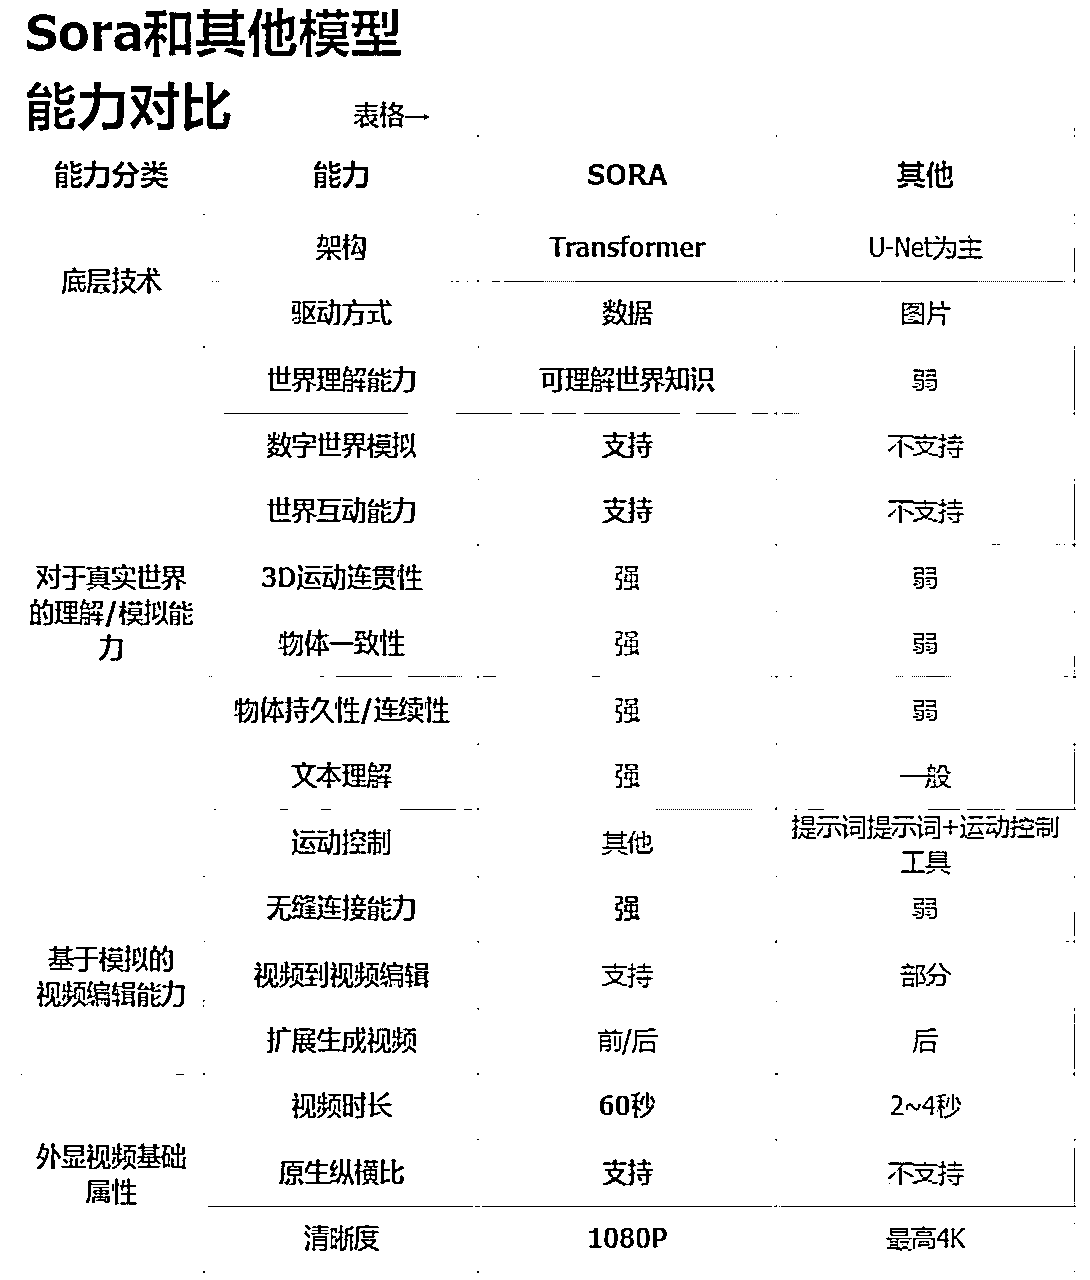 Sora和其他模型
能力对比
表格→
能力分类 能力 SORA 其他
底层技术
架构 Transformer U-Net为主
驱动方式 数据 图片
世界理解能力 可理解世界知识 弱
数字世界模拟 支持 不支持
世界互动能力 支持 不支持
对于真实世界
的理解/模拟能
力
3D运动连贯性 强 弱
物体一致性 强 弱
物体持久性/连续性 强 弱
文本理解 强 一般
运动控制 其他 提示词提示词+运动控制
工具
无缝连接能力 强 弱
基于模拟的
视频编辑能力
视频到视频编辑 支持 部分
扩展生成视频 前/后 后
视频时长 60秒 2~4秒
外显视频基础
属性
原生纵横比 支持 不支持
清晰度 1080P 最高4K